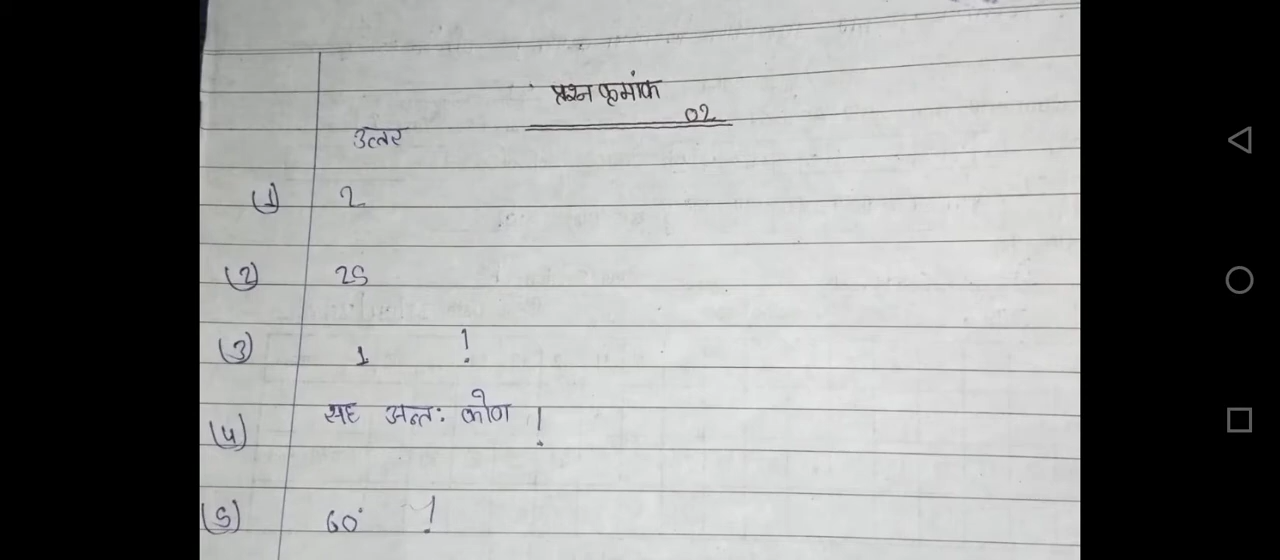 प्रश्न क्रमांक
02
उत्तर
(1) 2
(2) 25
(3) 1 !
(4) सह अन्तः कोण !
(5) 60° !